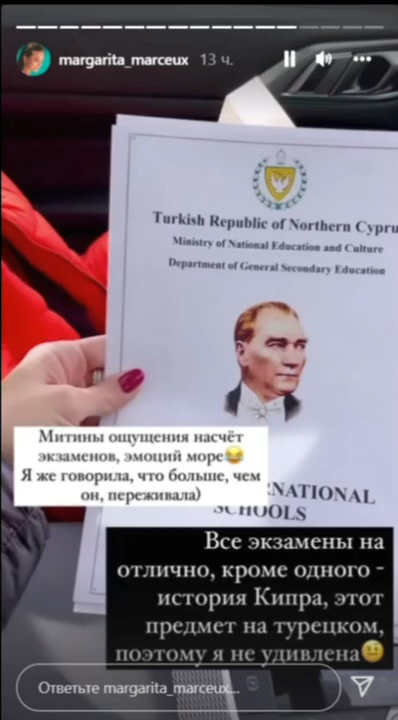 margarita_marceux 13 ч.
Turkish Republic of Northern Cypru
Ministry of National Education and Culture
Department of General Secondary Education
Митины ощущения насчёт
экзаменов, эмоций море😂
Я же говорила, что больше, чем
он, переживала)
NATIONAL
SCHOOLS
Все экзамены на
отлично, кроме одного -
история Кипра, этот
предмет на турецком,
поэтому я не удивлена🤨
Ответьте margarita_marceux...